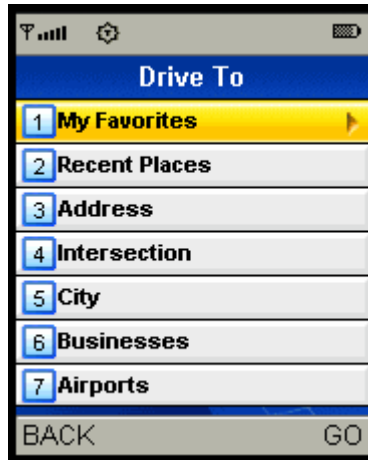 Drive To
1 My Favorites
2 Recent Places
3 Address
4 Intersection
5 City
6 Businesses
7 Airports
BACK GO